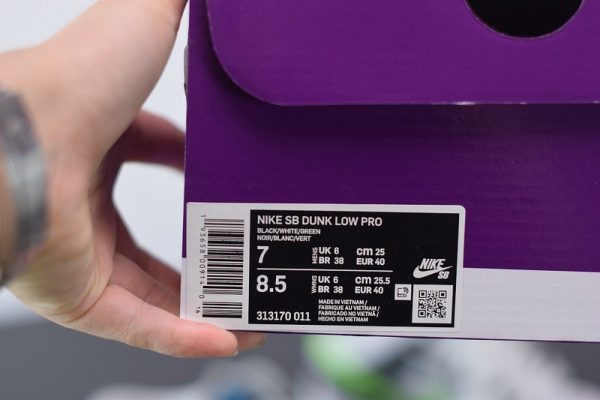 NIKE SB DUNK LOW PRO
BLACK/WHITE/GREEN
NOIR/BLANC/VERT
7 MENS UK 6 CM 25
BR 38 EUR 40
8.5 WMNS UK 6 CM 25.5
BR 38 EUR 40
MADE IN VIETNAM /
FABRIQUE AU VIETNAM /
FABRICADO NO VIETNÃ /
HECHO EN VIETNAM
313170 011
NIKE
SB